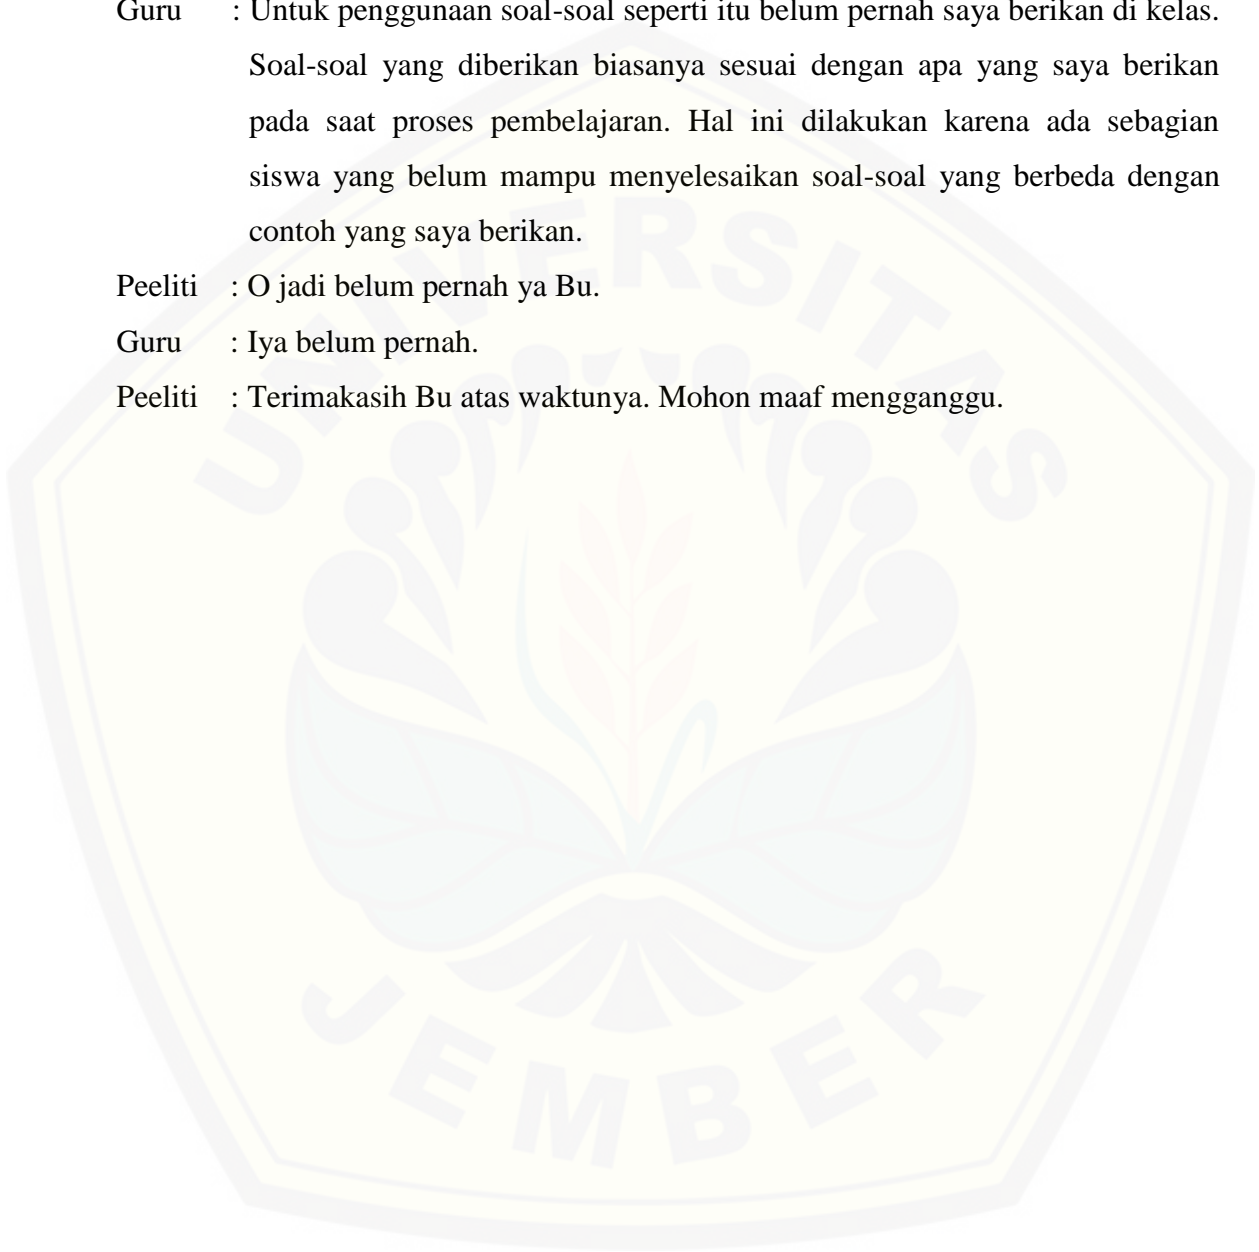 Guru : Untuk penggunaan soal-soal seperti itu belum pernah saya berikan di kelas.
Soal-soal yang diberikan biasanya sesuai dengan apa yang saya berikan
pada saat proses pembelajaran. Hal ini dilakukan karena ada sebagian
siswa yang belum mampu menyelesaikan soal-soal yang berbeda dengan
contoh yang saya berikan.
Peeliti : O jadi belum pernah ya Bu.
Guru : Iya belum pernah.
Peeliti : Terimakasih Bu atas waktunya. Mohon maaf mengganggu.
UNIVERSITAS
JEMBER